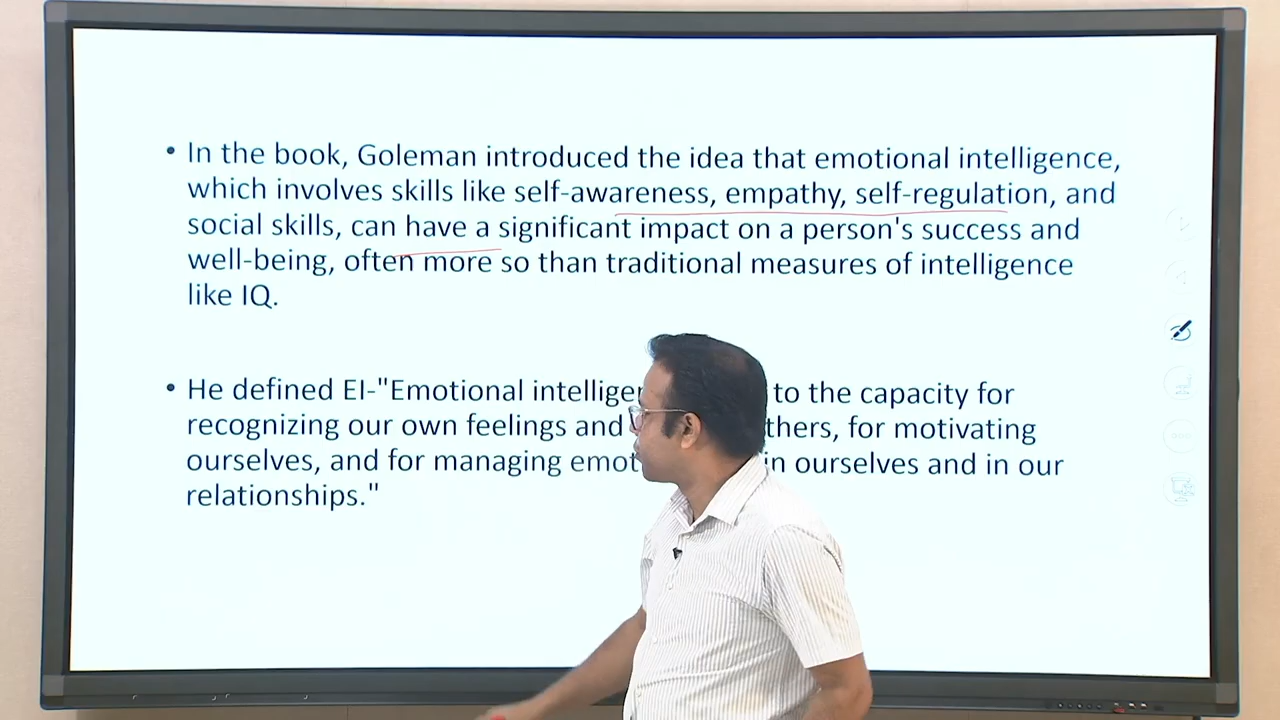 • In the book, Goleman introduced the idea that emotional intelligence,
which involves skills like self-awareness, empathy, self-regulation, and
social skills, can have a significant impact on a person's success and
well-being, often more so than traditional measures of intelligence
like IQ.
• He defined EI-"Emotional to the capacity for
recognizing our own feelings and for motivating
ourselves, and for managing in ourselves and in our
relationships."